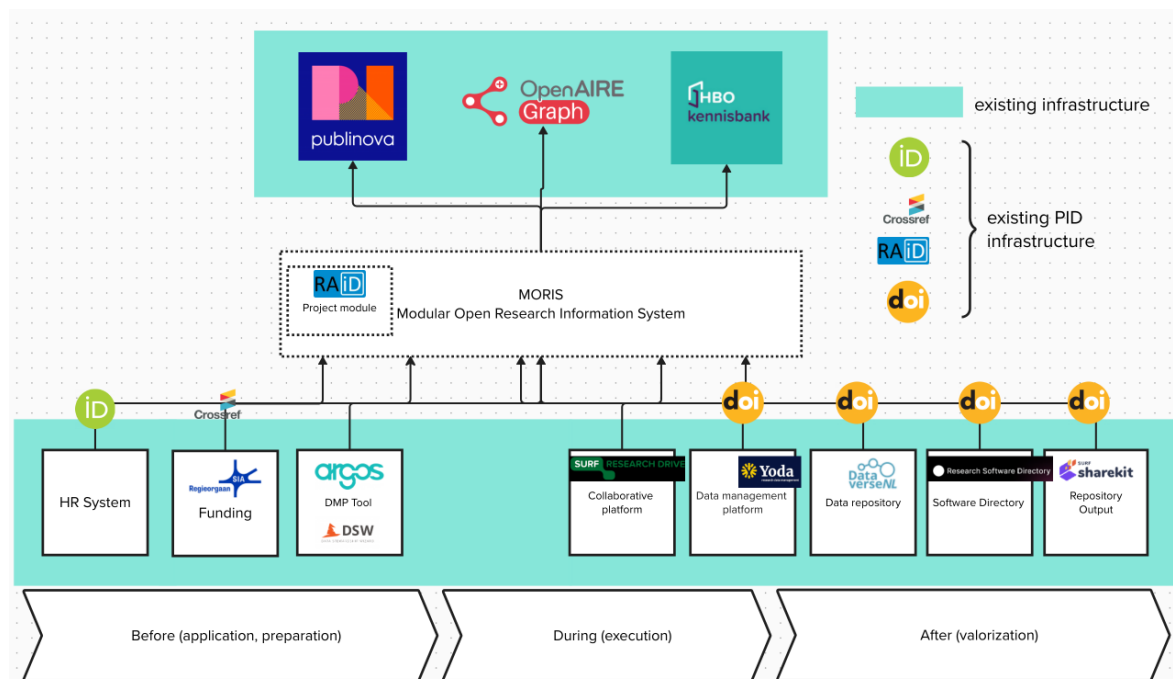 publinova
OpenAIRE
Graph
HBO
kennisbank
existing infrastructure
iD
Crossref
RAiD
doi
existing PID
infrastructure
RAiD
Project module
MORIS
Modular Open Research Information System
iD
Crossref
doi
doi
doi
doi
HR System
Regieorgaan SIA
Funding
argos
DMP Tool
DSW
SURF RESEARCH DRIVE
Collaborative
platform
Yoda
Data management
platform
Data
verseNL
Data repository
Research Software Directory
Software Directory
SURF
sharekit
Repository
Output
Before (application, preparation)
During (execution)
After (valorization)